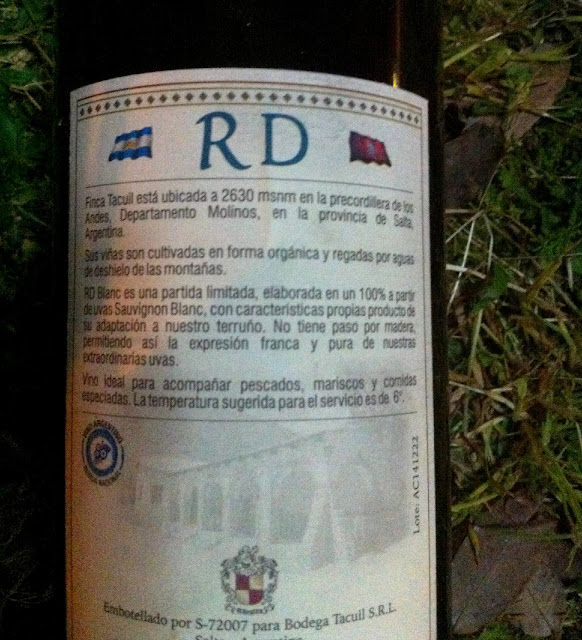 RD
Finca Tacuil está ubicada a 2630 msnm en la precordillera de los
Andes, Departamento Molinos, en la provincia de Salta,
Argentina.
Sus viñas son cultivadas en forma orgánica y regadas por aguas
de deshielo de las montañas.
RD Blanc es una partida limitada, elaborada en un 100% a partir
de uvas Sauvignon Blanc, con caracteristicas propias producto de
su adaptación a nuestro terruño. No tiene paso por madera,
permitiendo así la expresión franca y pura de nuestras
extraordinarias uvas.
Vino ideal para acompañar pescados, mariscos y comidas
especiadas. La temperatura sugerida para el servicio es de 6°.
Lote: AC141222
Embotellado por S-72007 para Bodega Tacuil S.R.L